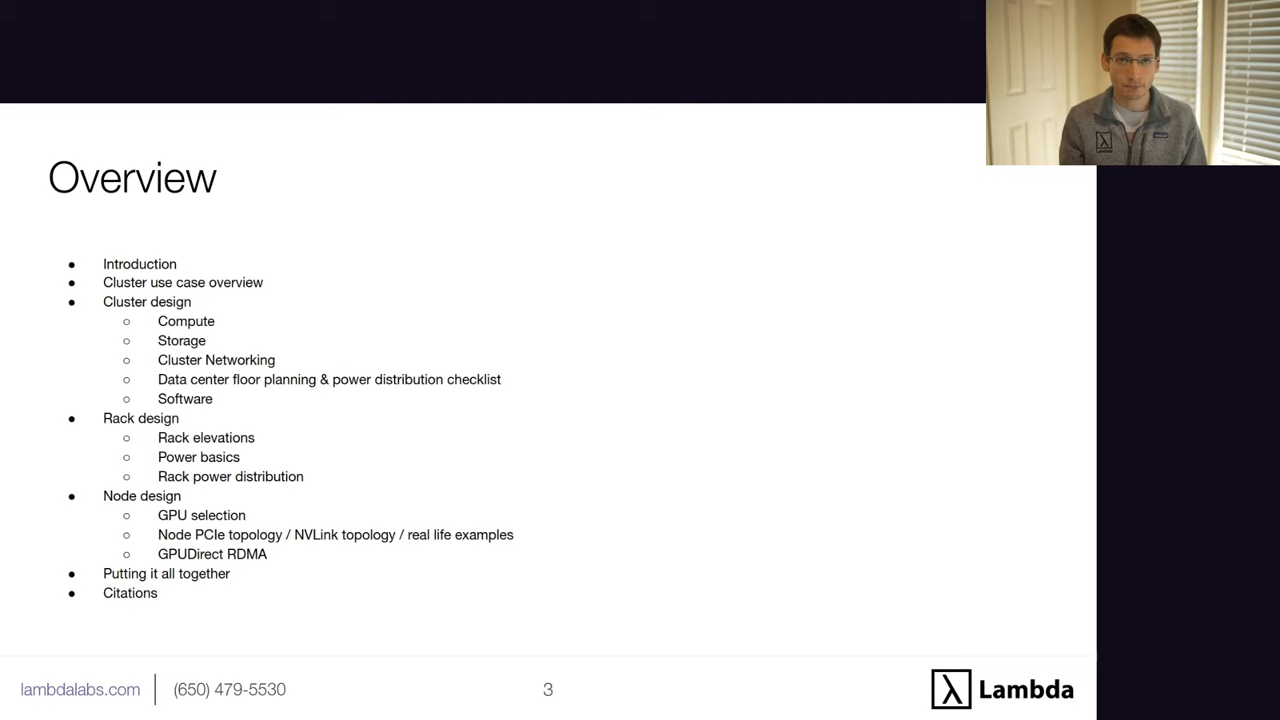 Overview
● Introduction
● Cluster use case overview
● Cluster design
○ Compute
○ Storage
○ Cluster Networking
○ Data center floor planning & power distribution checklist
○ Software
● Rack design
○ Rack elevations
○ Power basics
○ Rack power distribution
● Node design
○ GPU selection
○ Node PCIe topology / NVLink topology / real life examples
○ GPUDirect RDMA
● Putting it all together
● Citations
lambdalabs.com | (650) 479-5530
3
λ Lambda
λ
Lambda